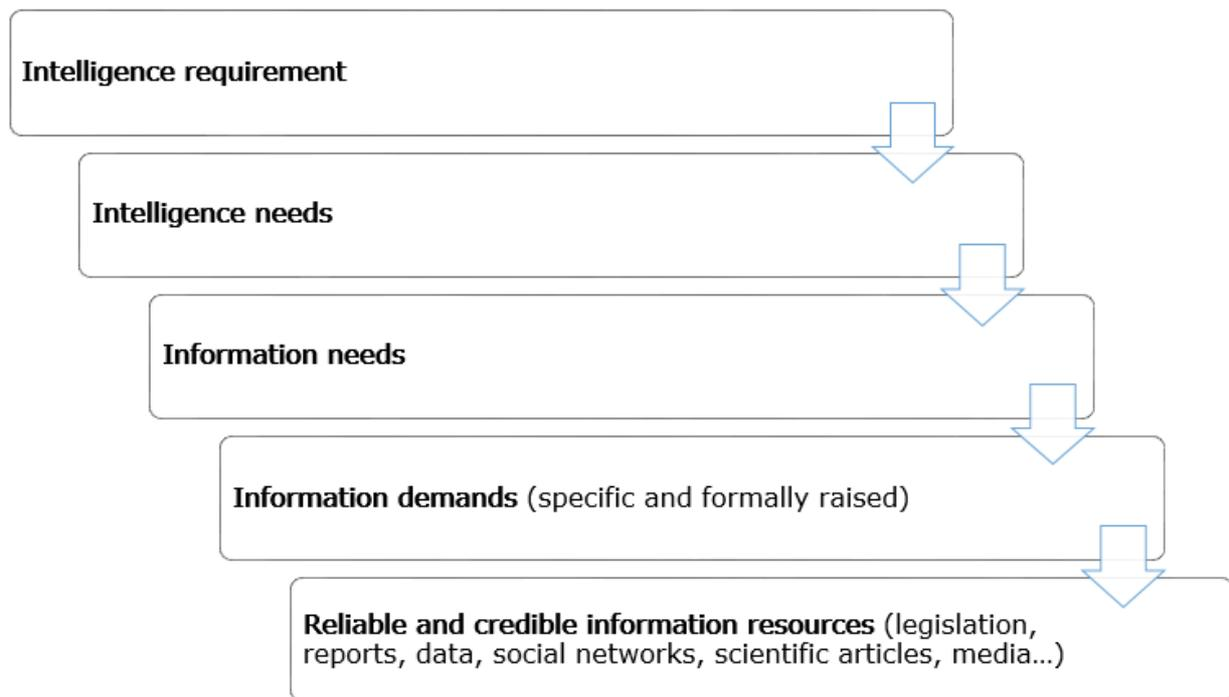 Intelligence requirement
Intelligence needs
Information needs
Information demands (specific and formally raised)
Reliable and credible information resources (legislation,
reports, data, social networks, scientific articles, media…)